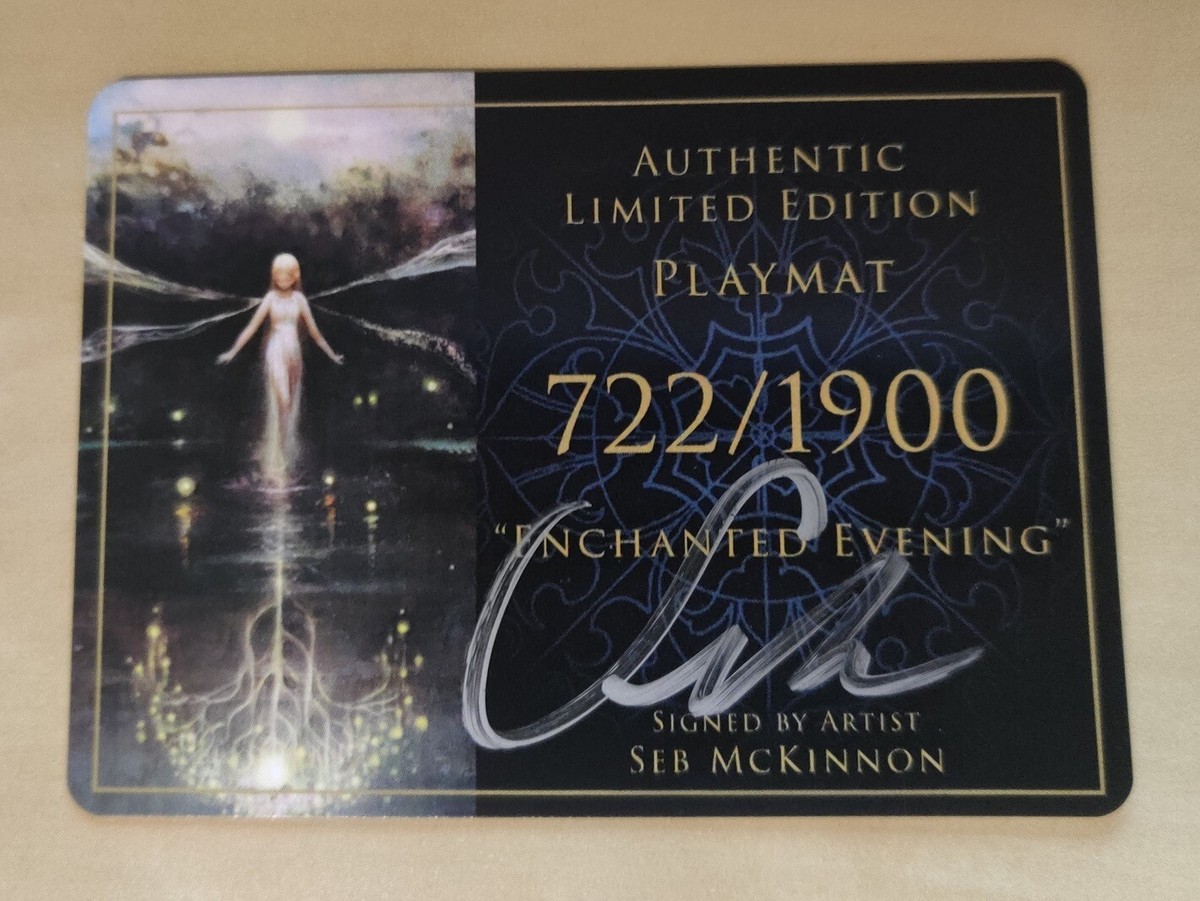 AUTHENTIC
LIMITED EDITION
PLAYMAT
722/1900
“ENCHANTED EVENING”
SIGNED BY ARTIST
SEB MCKINNON